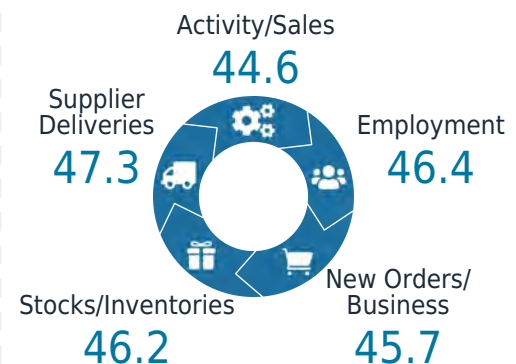 Activity/Sales
44.6
Supplier
Deliveries
47.3
Employment
46.4
Stocks/Inventories
46.2
New Orders/
Business
45.7